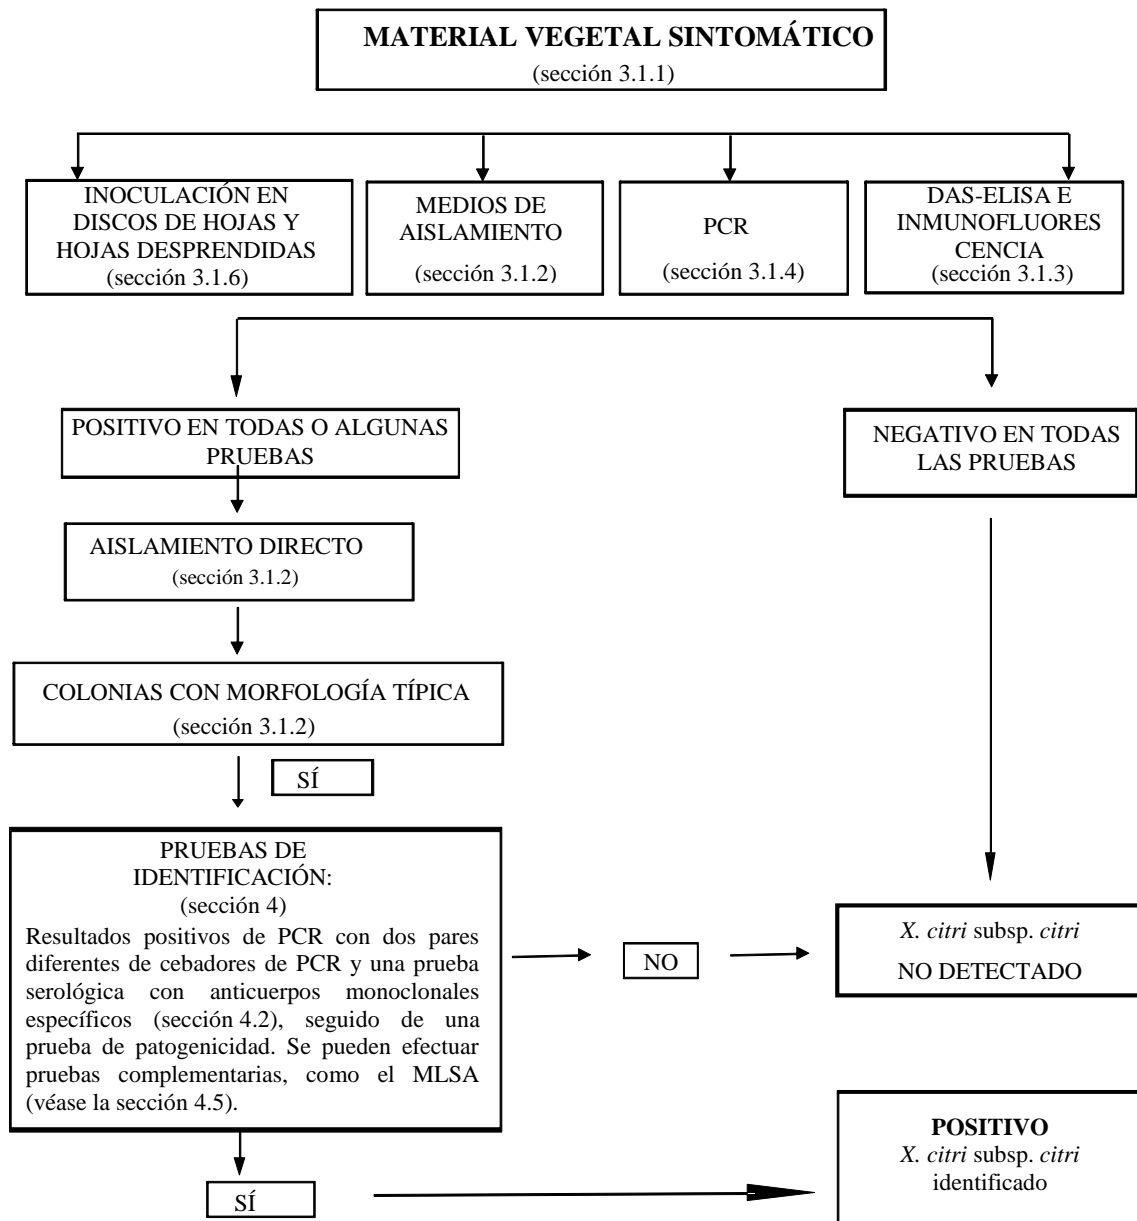 MATERIAL VEGETAL SINTOMÁTICO
(sección 3.1.1)
INOCULACIÓN EN
DISCOS DE HOJAS Y
HOJAS DESPRENDIDAS
(sección 3.1.6)
MEDIOS DE
AISLAMIENTO
(sección 3.1.2)
PCR
(sección 3.1.4)
DAS-ELISA E
INMUNOFLUORES
CENCIA
(sección 3.1.3)
POSITIVO EN TODAS O ALGUNAS
PRUEBAS
NEGATIVO EN TODAS
LAS PRUEBAS
AISLAMIENTO DIRECTO
(sección 3.1.2)
COLONIAS CON MORFOLOGÍA TÍPICA
(sección 3.1.2)
SÍ
PRUEBAS DE
IDENTIFICACIÓN:
(sección 4)
Resultados positivos de PCR con dos pares
diferentes de cebadores de PCR y una prueba
serológica con anticuerpos monoclonales
específicos (sección 4.2), seguido de una
prueba de patogenicidad. Se pueden efectuar
pruebas complementarias, como el MLSA
(véase la sección 4.5).
NO
X. citri subsp. citri
NO DETECTADO
SÍ
POSITIVO
X. citri subsp. citri
identificado